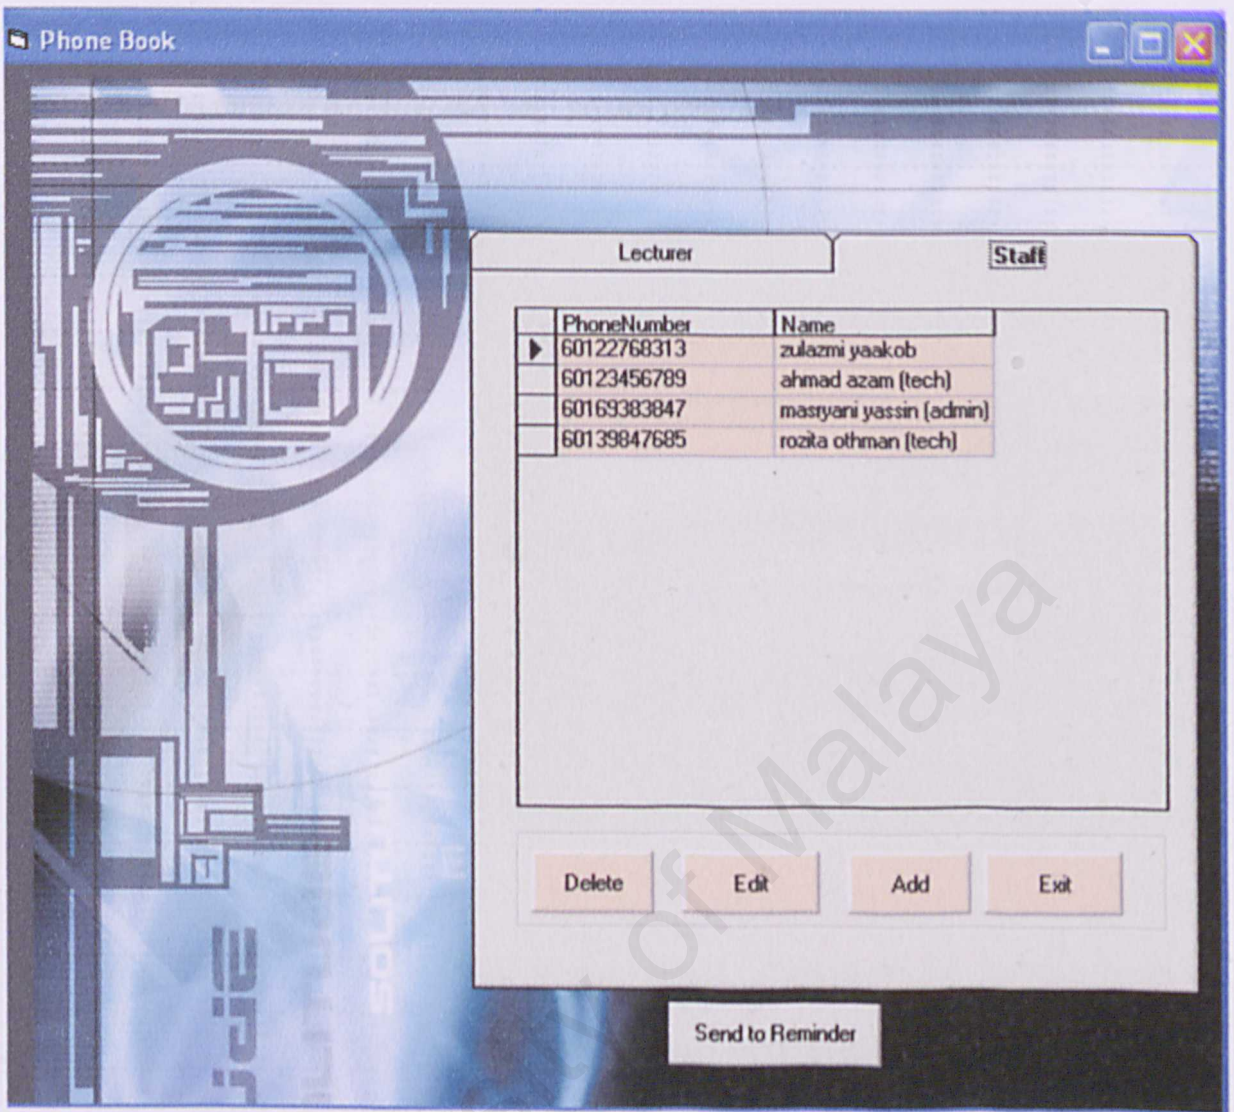 Phone Book
Lecturer
Staff
PhoneNumber Name
60122768313 zulazmi yaakob
60123456789 ahmad azam (tech)
60169383847 masryani yassin (admin)
60139847685 rozita othman (tech)
Delete Edit Add Exit
Send to Reminder
of Malaya